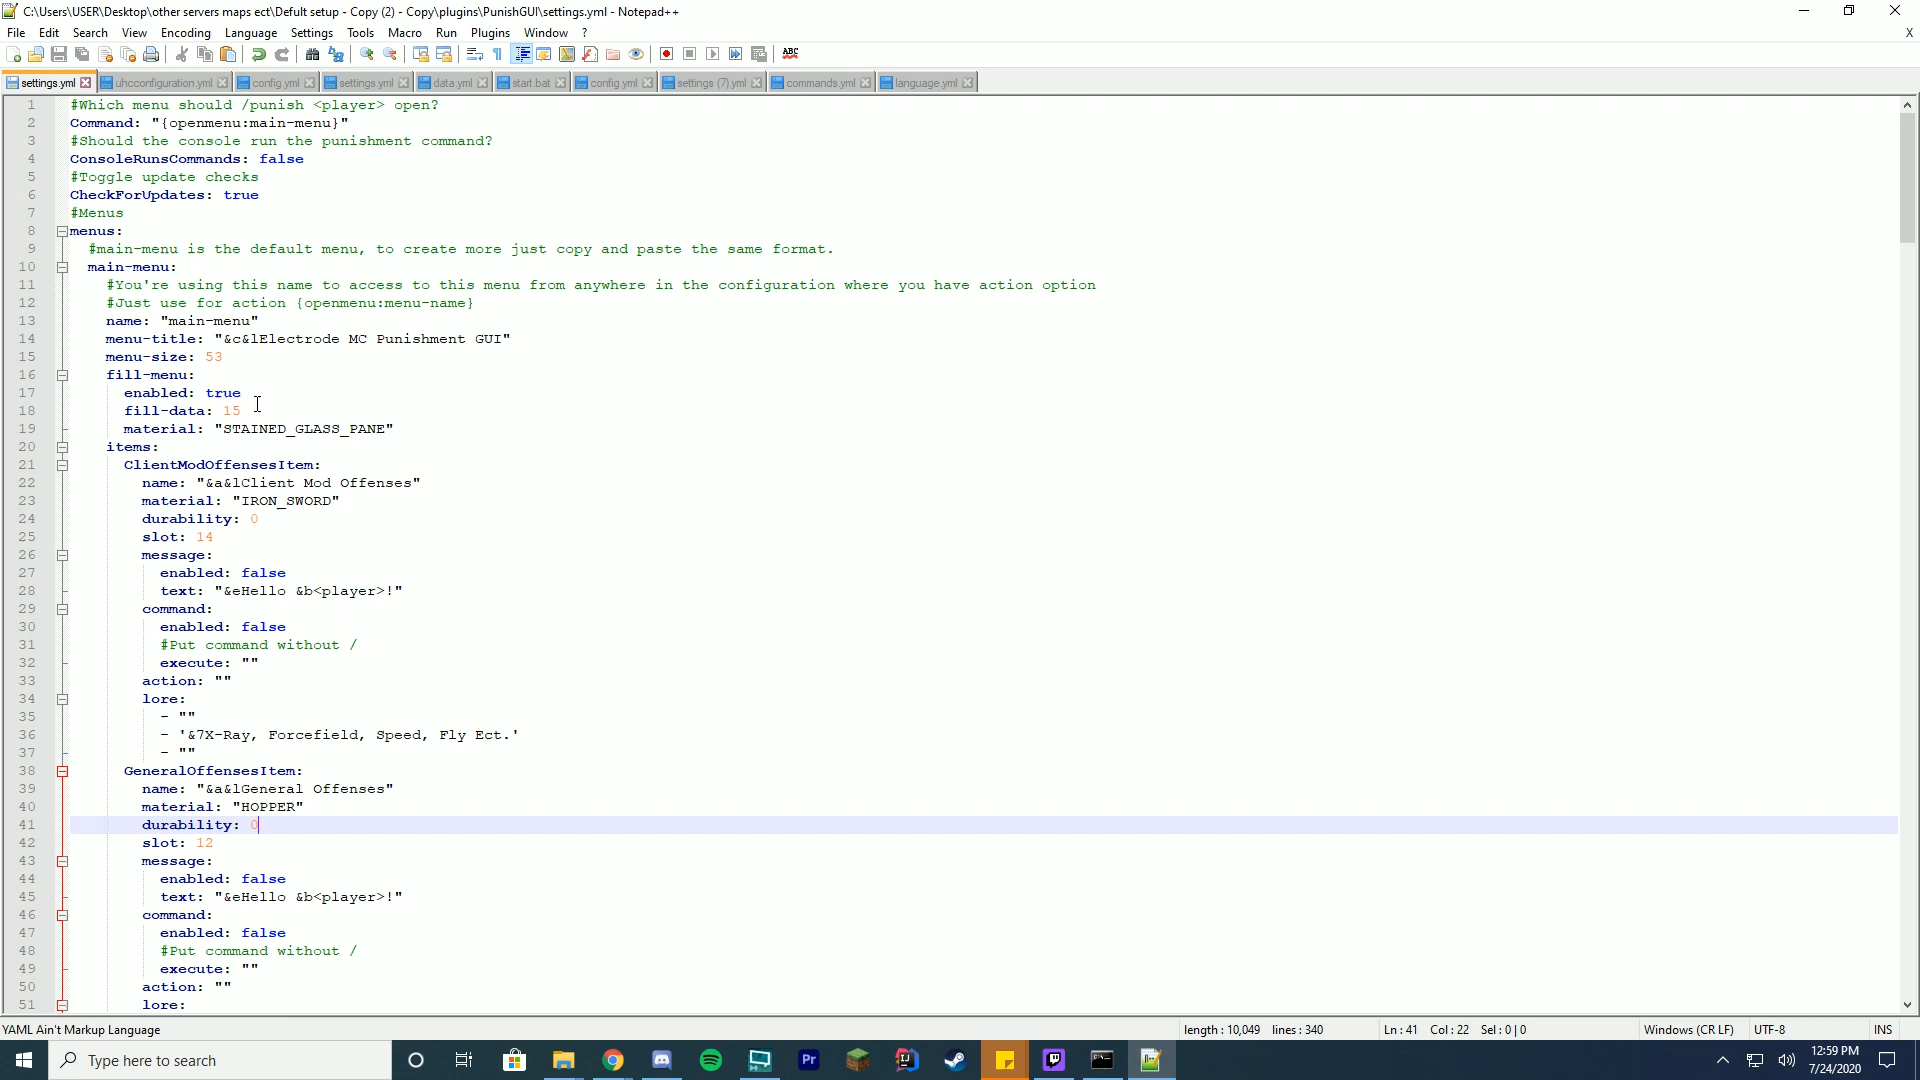 C:\Users\USER\Desktop\other servers maps ect\Defult setup - Copy (2) - Copy\plugins\PunishGUI\settings.yml - Notepad++
File Edit Search View Encoding Language Settings Tools Macro Run Plugins Window ? X
ABC
settings.yml uhcconfiguration.yml config.yml settings.yml data.yml start.bat config.yml settings (7).yml commands.yml language.yml
1 #Which menu should /punish <player> open?
2 Command: "{openmenu:main-menu}"
3 #Should the console run the punishment command?
4 ConsoleRunsCommands: false
5 #Toggle update checks
6 CheckForUpdates: true
7 #Menus
8 menus:
9 #main-menu is the default menu, to create more just copy and paste the same format.
10 main-menu:
11 #You're using this name to access to this menu from anywhere in the configuration where you have action option
12 #Just use for action {openmenu:menu-name}
13 name: "main-menu"
14 menu-title: "&c&lElectrode MC Punishment GUI"
15 menu-size: 53
16 fill-menu:
17 enabled: true
18 fill-data: 15
19 material: "STAINED_GLASS_PANE"
20 items:
21 ClientModOffensesItem:
22 name: "&a&lClient Mod Offenses"
23 material: "IRON_SWORD"
24 durability: 0
25 slot: 14
26 message:
27 enabled: false
28 text: "&eHello &b<player>!"
29 command:
30 enabled: false
31 #Put command without /
32 execute: ""
33 action: ""
34 lore:
35 - ""
36 - '&7X-Ray, Forcefield, Speed, Fly Ect.'
37 - ""
38 GeneralOffensesItem:
39 name: "&a&lGeneral Offenses"
40 material: "HOPPER"
41 durability: 0
42 slot: 12
43 message:
44 enabled: false
45 text: "&eHello &b<player>!"
46 command:
47 enabled: false
48 #Put command without /
49 execute: ""
50 action: ""
51 lore:
YAML Ain't Markup Language length : 10,049 lines : 340 Ln : 41 Col : 22 Sel : 0 | 0 Windows (CR LF) UTF-8 INS
Type here to search Pr 12:59 PM
7/24/2020